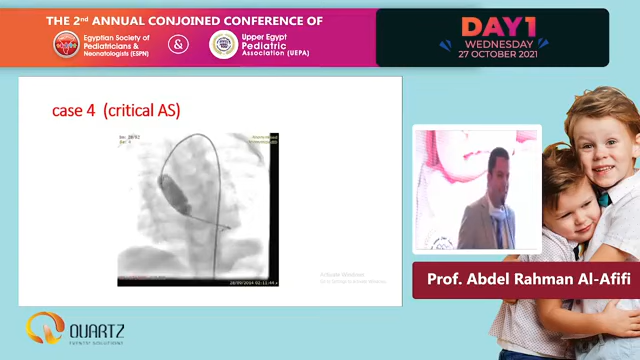 THE 2nd ANNUAL CONJOINED CONFERENCE OF
Egyptian Society of
Pediatricians &
Neonatologists (ESPN)
&
Upper Egypt
Pediatric
Association (UEPA)
DAY1
WEDNESDAY
27 OCTOBER 2021
case 4 (critical AS)
Activate Windows
Prof. Abdel Rahman Al-Afifi
QUARTZ